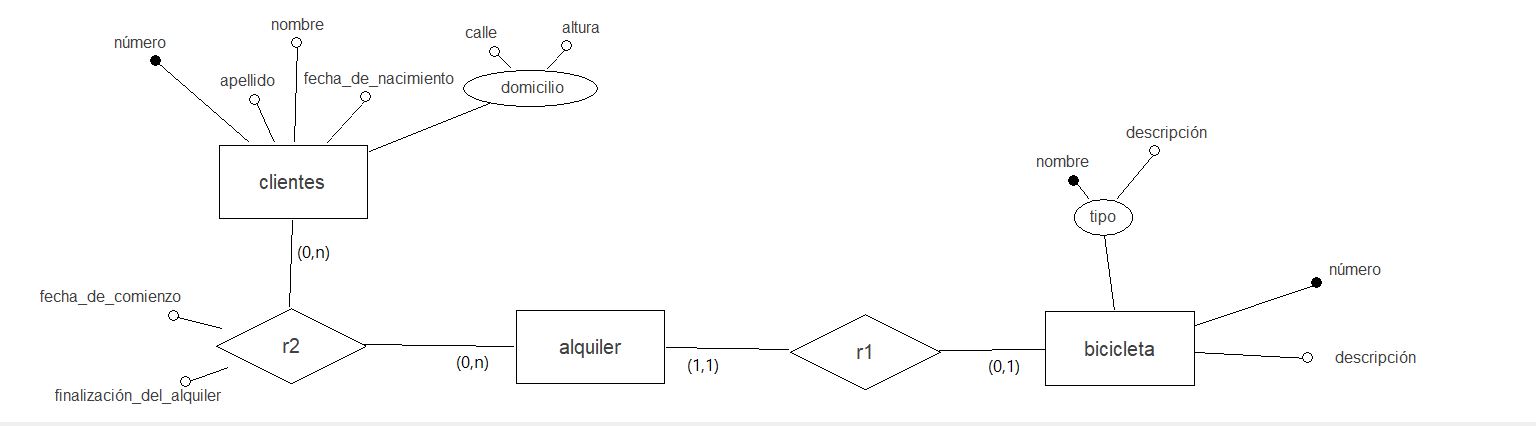 nombre
calle
altura
número
apellido
fecha_de_nacimiento
domicilio
clientes
descripción
nombre
tipo
(0,n)
número
fecha_de_comienzo
r2
(0,n)
alquiler
(1,1)
r1
(0,1)
bicicleta
descripción
finalización_del_alquiler